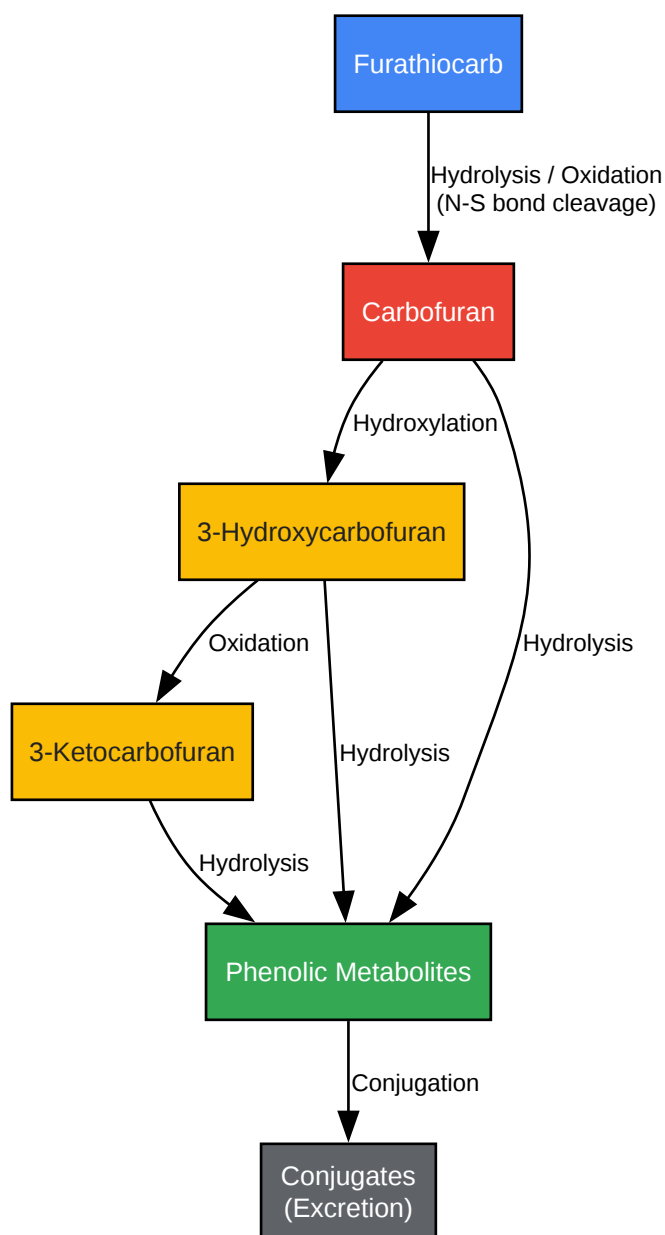 Furathiocarb
Hydrolysis / Oxidation
(N-S bond cleavage)
Carbofuran
Hydroxylation
3-Hydroxycarbofuran
Oxidation
Hydrolysis
3-Ketocarbofuran
Hydrolysis
Hydrolysis
Phenolic Metabolites
Conjugation
Conjugates
(Excretion)